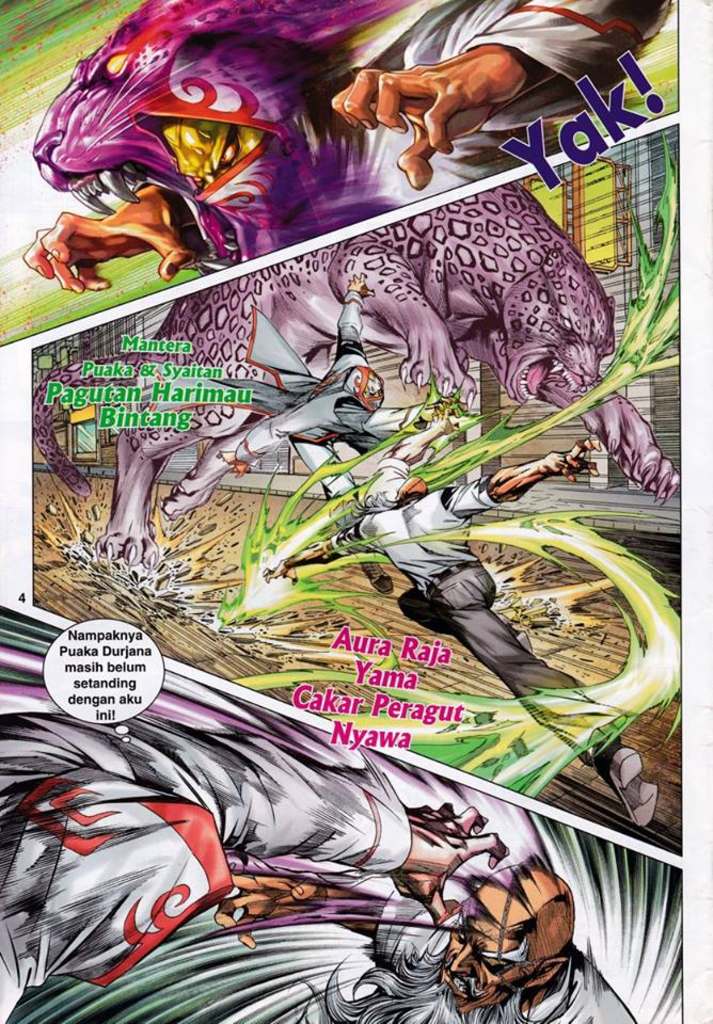 Yak!
Mantera
Puaka & Syaitan
Pagutan Harimau
Bintang
4
Nampaknya
Puaka Durjana
masih belum
setanding
dengan aku
ini!
Aura Raja
Yama
Cakar Peragut
Nyawa